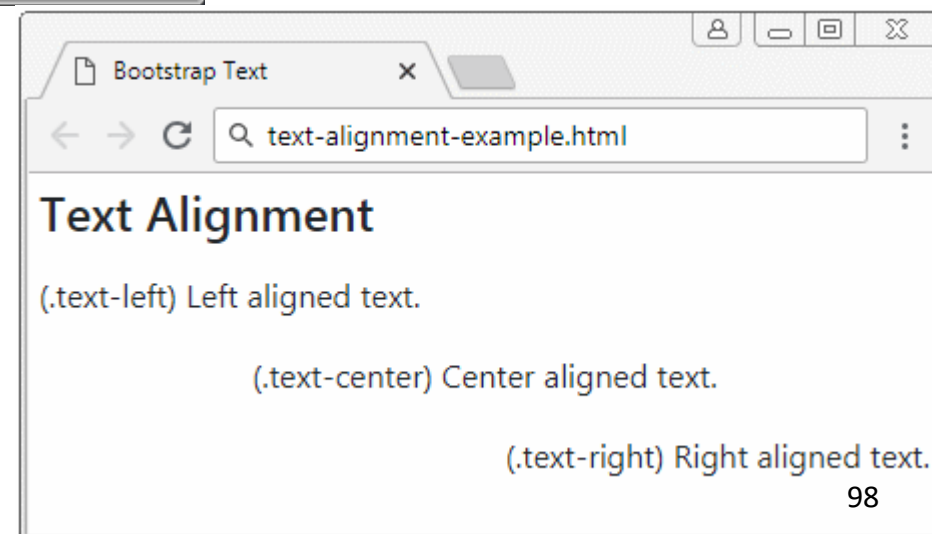 Bootstrap Text
text-alignment-example.html
Text Alignment
(.text-left) Left aligned text.
(.text-center) Center aligned text.
(.text-right) Right aligned text.
98